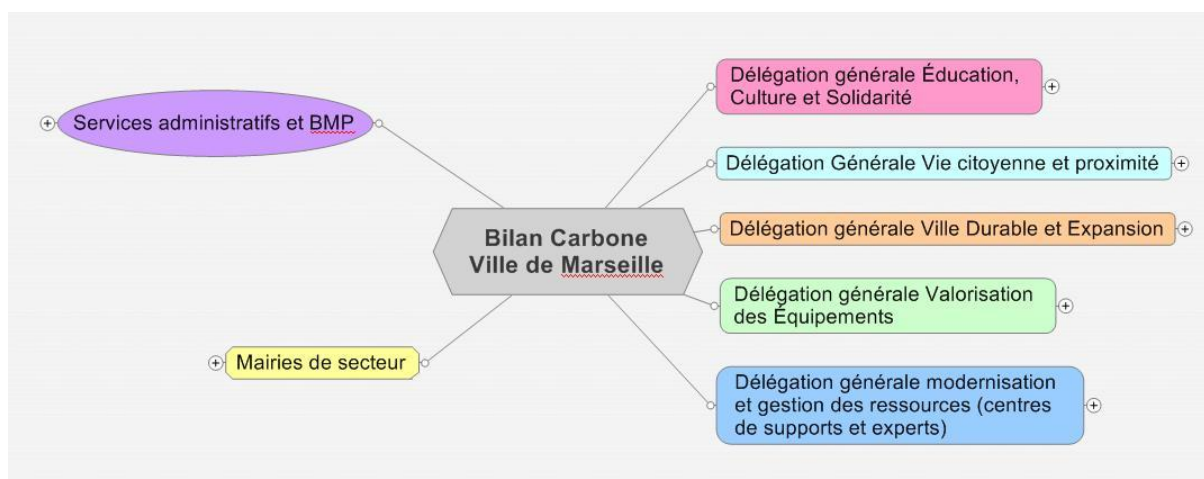 Délégation générale Éducation,
Culture et Solidarité
Services administratifs et BMP
Délégation Générale Vie citoyenne et proximité
Délégation générale Ville Durable et Expansion
Bilan Carbone
Ville de Marseille
Délégation générale Valorisation
des Équipements
Mairies de secteur
Délégation générale modernisation
et gestion des ressources (centres
de supports et experts)